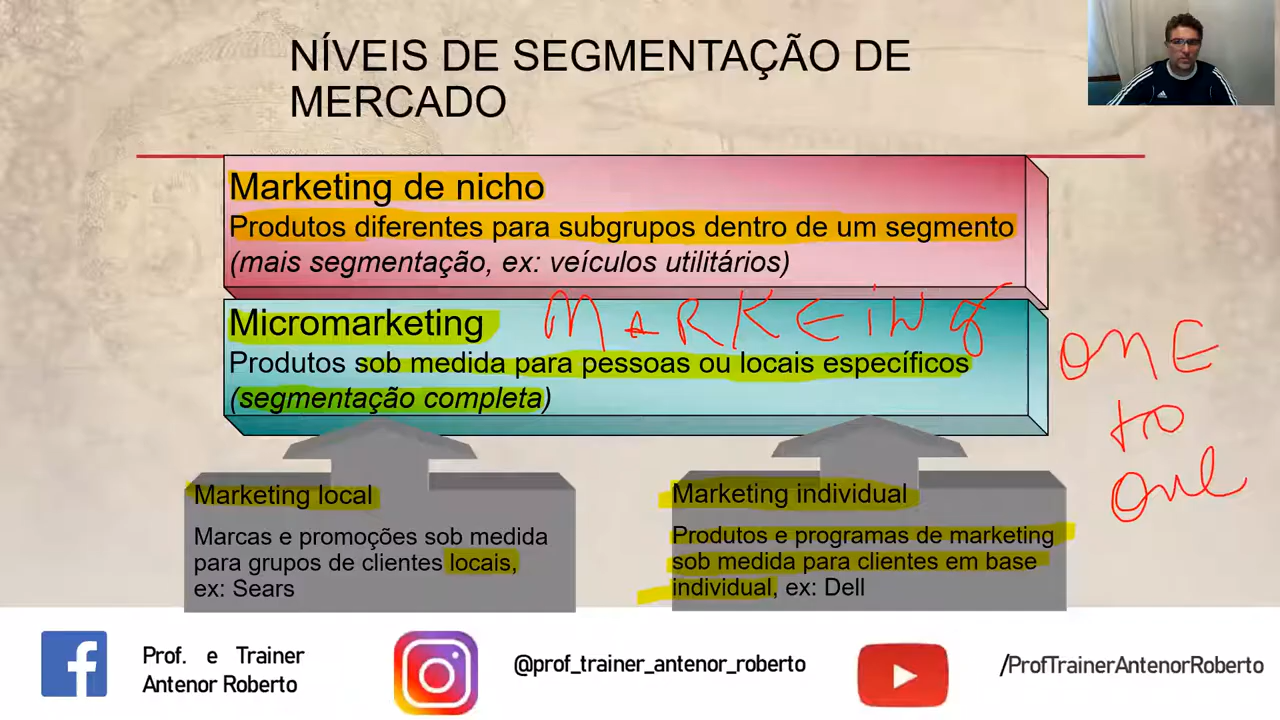 NÍVEIS DE SEGMENTAÇÃO DE
MERCADO
Marketing de nicho
Produtos diferentes para subgrupos dentro de um segmento
(mais segmentação, ex: veículos utilitários)
Micromarketing
MARKEING
Produtos sob medida para pessoas ou locais específicos
(segmentação completa)
ONE
to
one
Marketing local
Marcas e promoções sob medida
para grupos de clientes locais,
ex: Sears
Marketing individual
Produtos e programas de marketing
sob medida para clientes em base
individual, ex: Dell
Prof. e Trainer
Antenor Roberto
@prof_trainer_antenor_roberto
/ProfTrainerAntenorRoberto